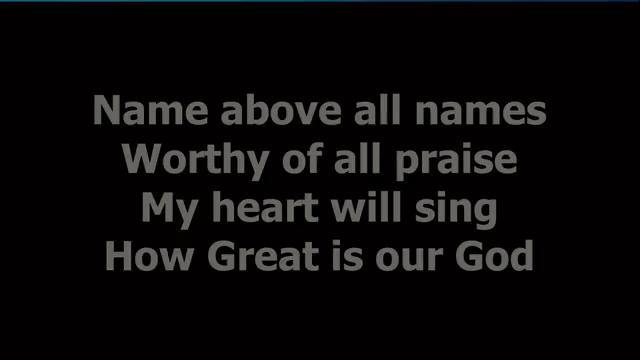 Name above all names
Worthy of all praise
My heart will sing
How Great is our God